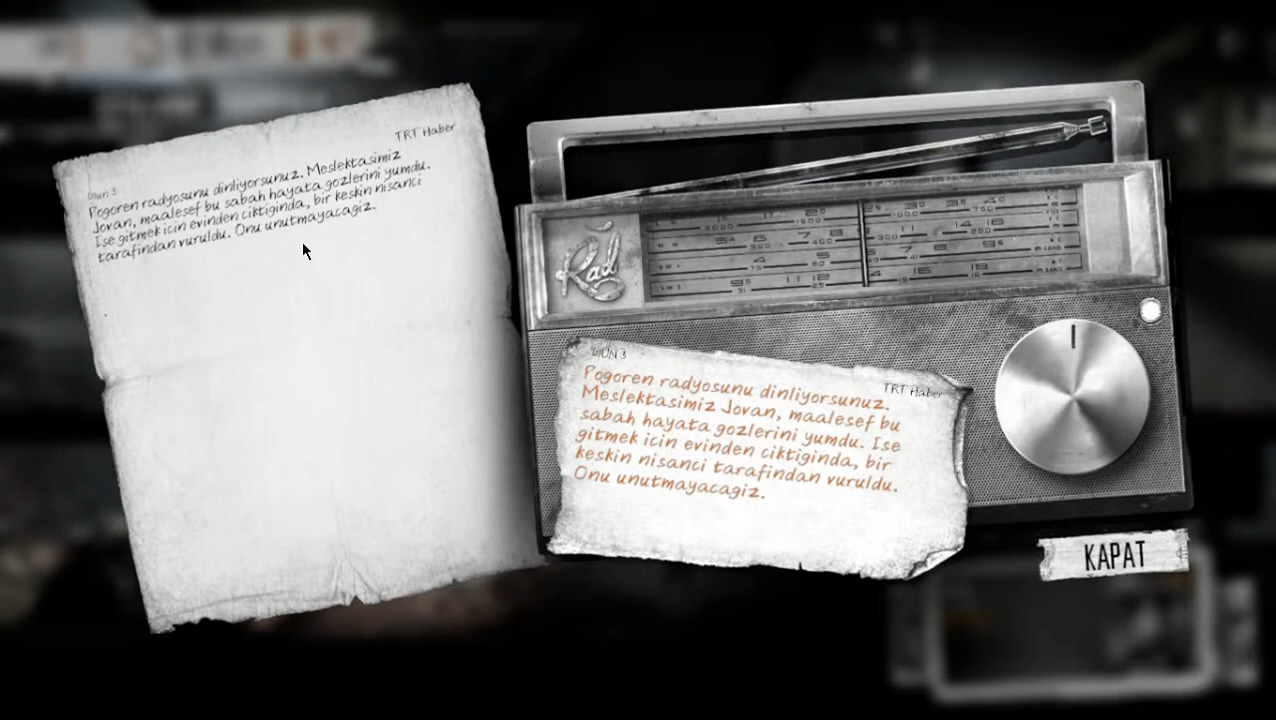 TRT Haber
Gun 3
Pogoren radyosunu dinliyorsunuz. Meslektasimiz
Jovan, maalesef bu sabah hayata gozlerini yumdu.
Ise gitmek icin evinden ciktiginda, bir keskin nisanci
tarafindan vuruldu. Onu unutmayacagiz.
Rad
GUN 3
TRT Haber
Pogoren radyosunu dinliyorsunuz.
Meslektasimiz Jovan, maalesef bu
sabah hayata gozlerini yumdu. Ise
gitmek icin evinden ciktiginda, bir
keskin nisanci tarafindan vuruldu.
Onu unutmayacagiz.
KAPAT